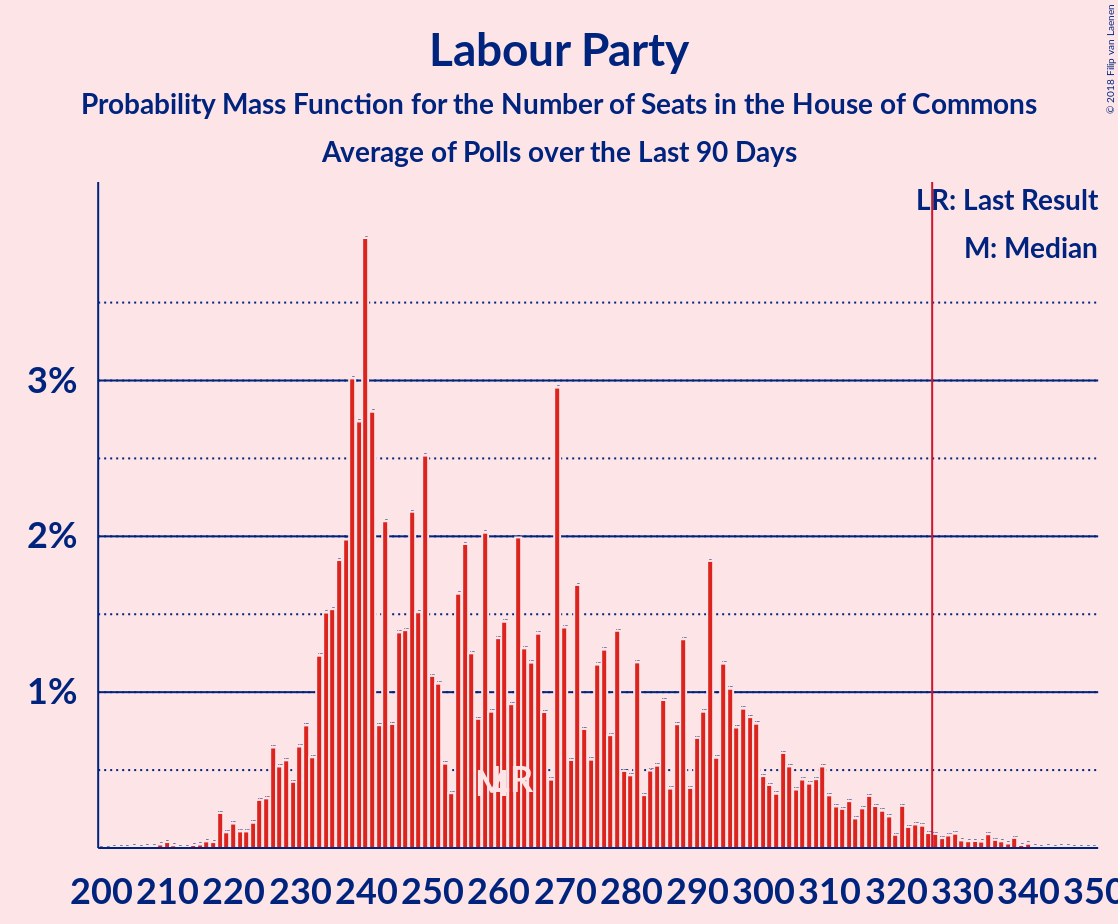 Labour Party
Probability Mass Function for the Number of Seats in the House of Commons
Average of Polls over the Last 90 Days
© 2018 Filip van Laenen
LR: Last Result
M: Median
3%
2%
1%
M
LR
200 210 220 230 240 250 260 270 280 290 300 310 320 330 340 350